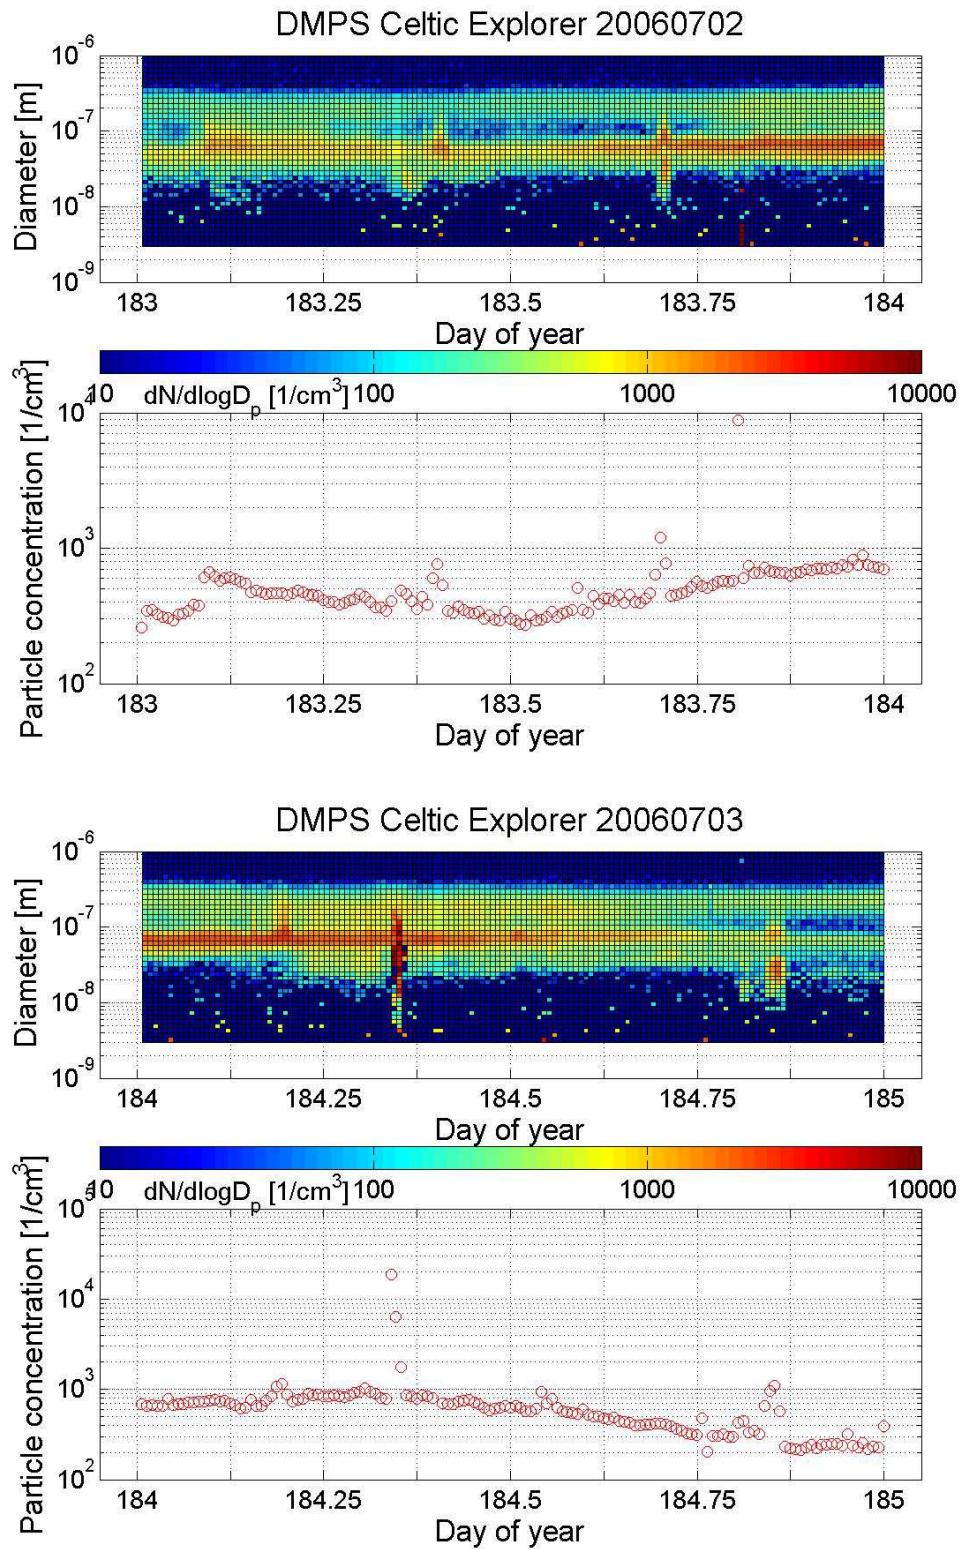 DMPS Celtic Explorer 20060702
10^-6
10^-7
10^-8
10^-9
Diameter [m]
183 183.25 183.5 183.75 184
Day of year
10 100 1000 10000
dN/dlogD_p [1/cm^3]
10^4
10^3
10^2
Particle concentration [1/cm^3]
183 183.25 183.5 183.75 184
Day of year
DMPS Celtic Explorer 20060703
10^-6
10^-7
10^-8
10^-9
Diameter [m]
184 184.25 184.5 184.75 185
Day of year
10 100 1000 10000
dN/dlogD_p [1/cm^3]
10^5
10^4
10^3
10^2
Particle concentration [1/cm^3]
184 184.25 184.5 184.75 185
Day of year